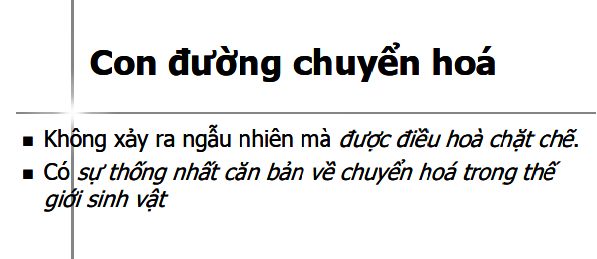 Con đường chuyển hoá
■ Không xảy ra ngẫu nhiên mà được điều hoà chặt chẽ.
■ Có sự thống nhất căn bản về chuyển hoá trong thế
giới sinh vật